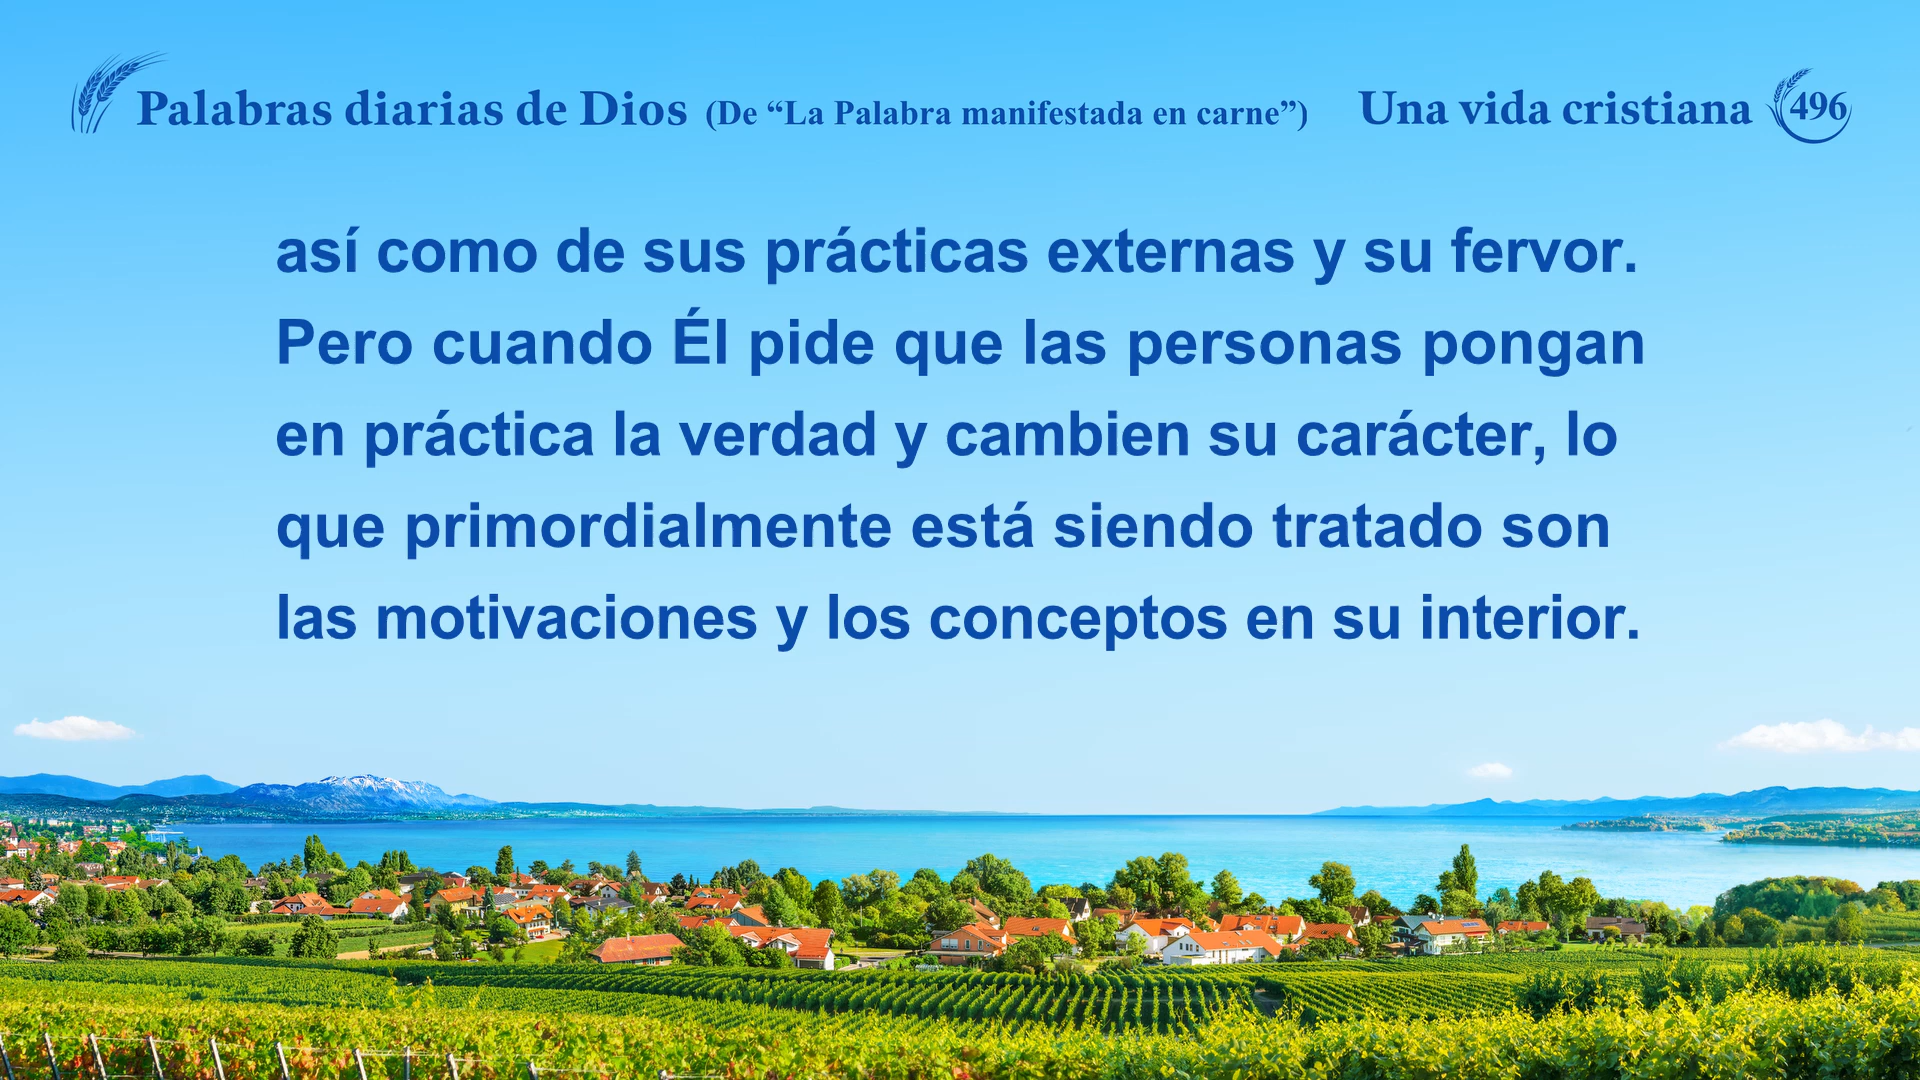 Palabras diarias de Dios (De “La Palabra manifestada en carne”) Una vida cristiana 496
así como de sus prácticas externas y su fervor.
Pero cuando Él pide que las personas pongan
en práctica la verdad y cambien su carácter, lo
que primordialmente está siendo tratado son
las motivaciones y los conceptos en su interior.